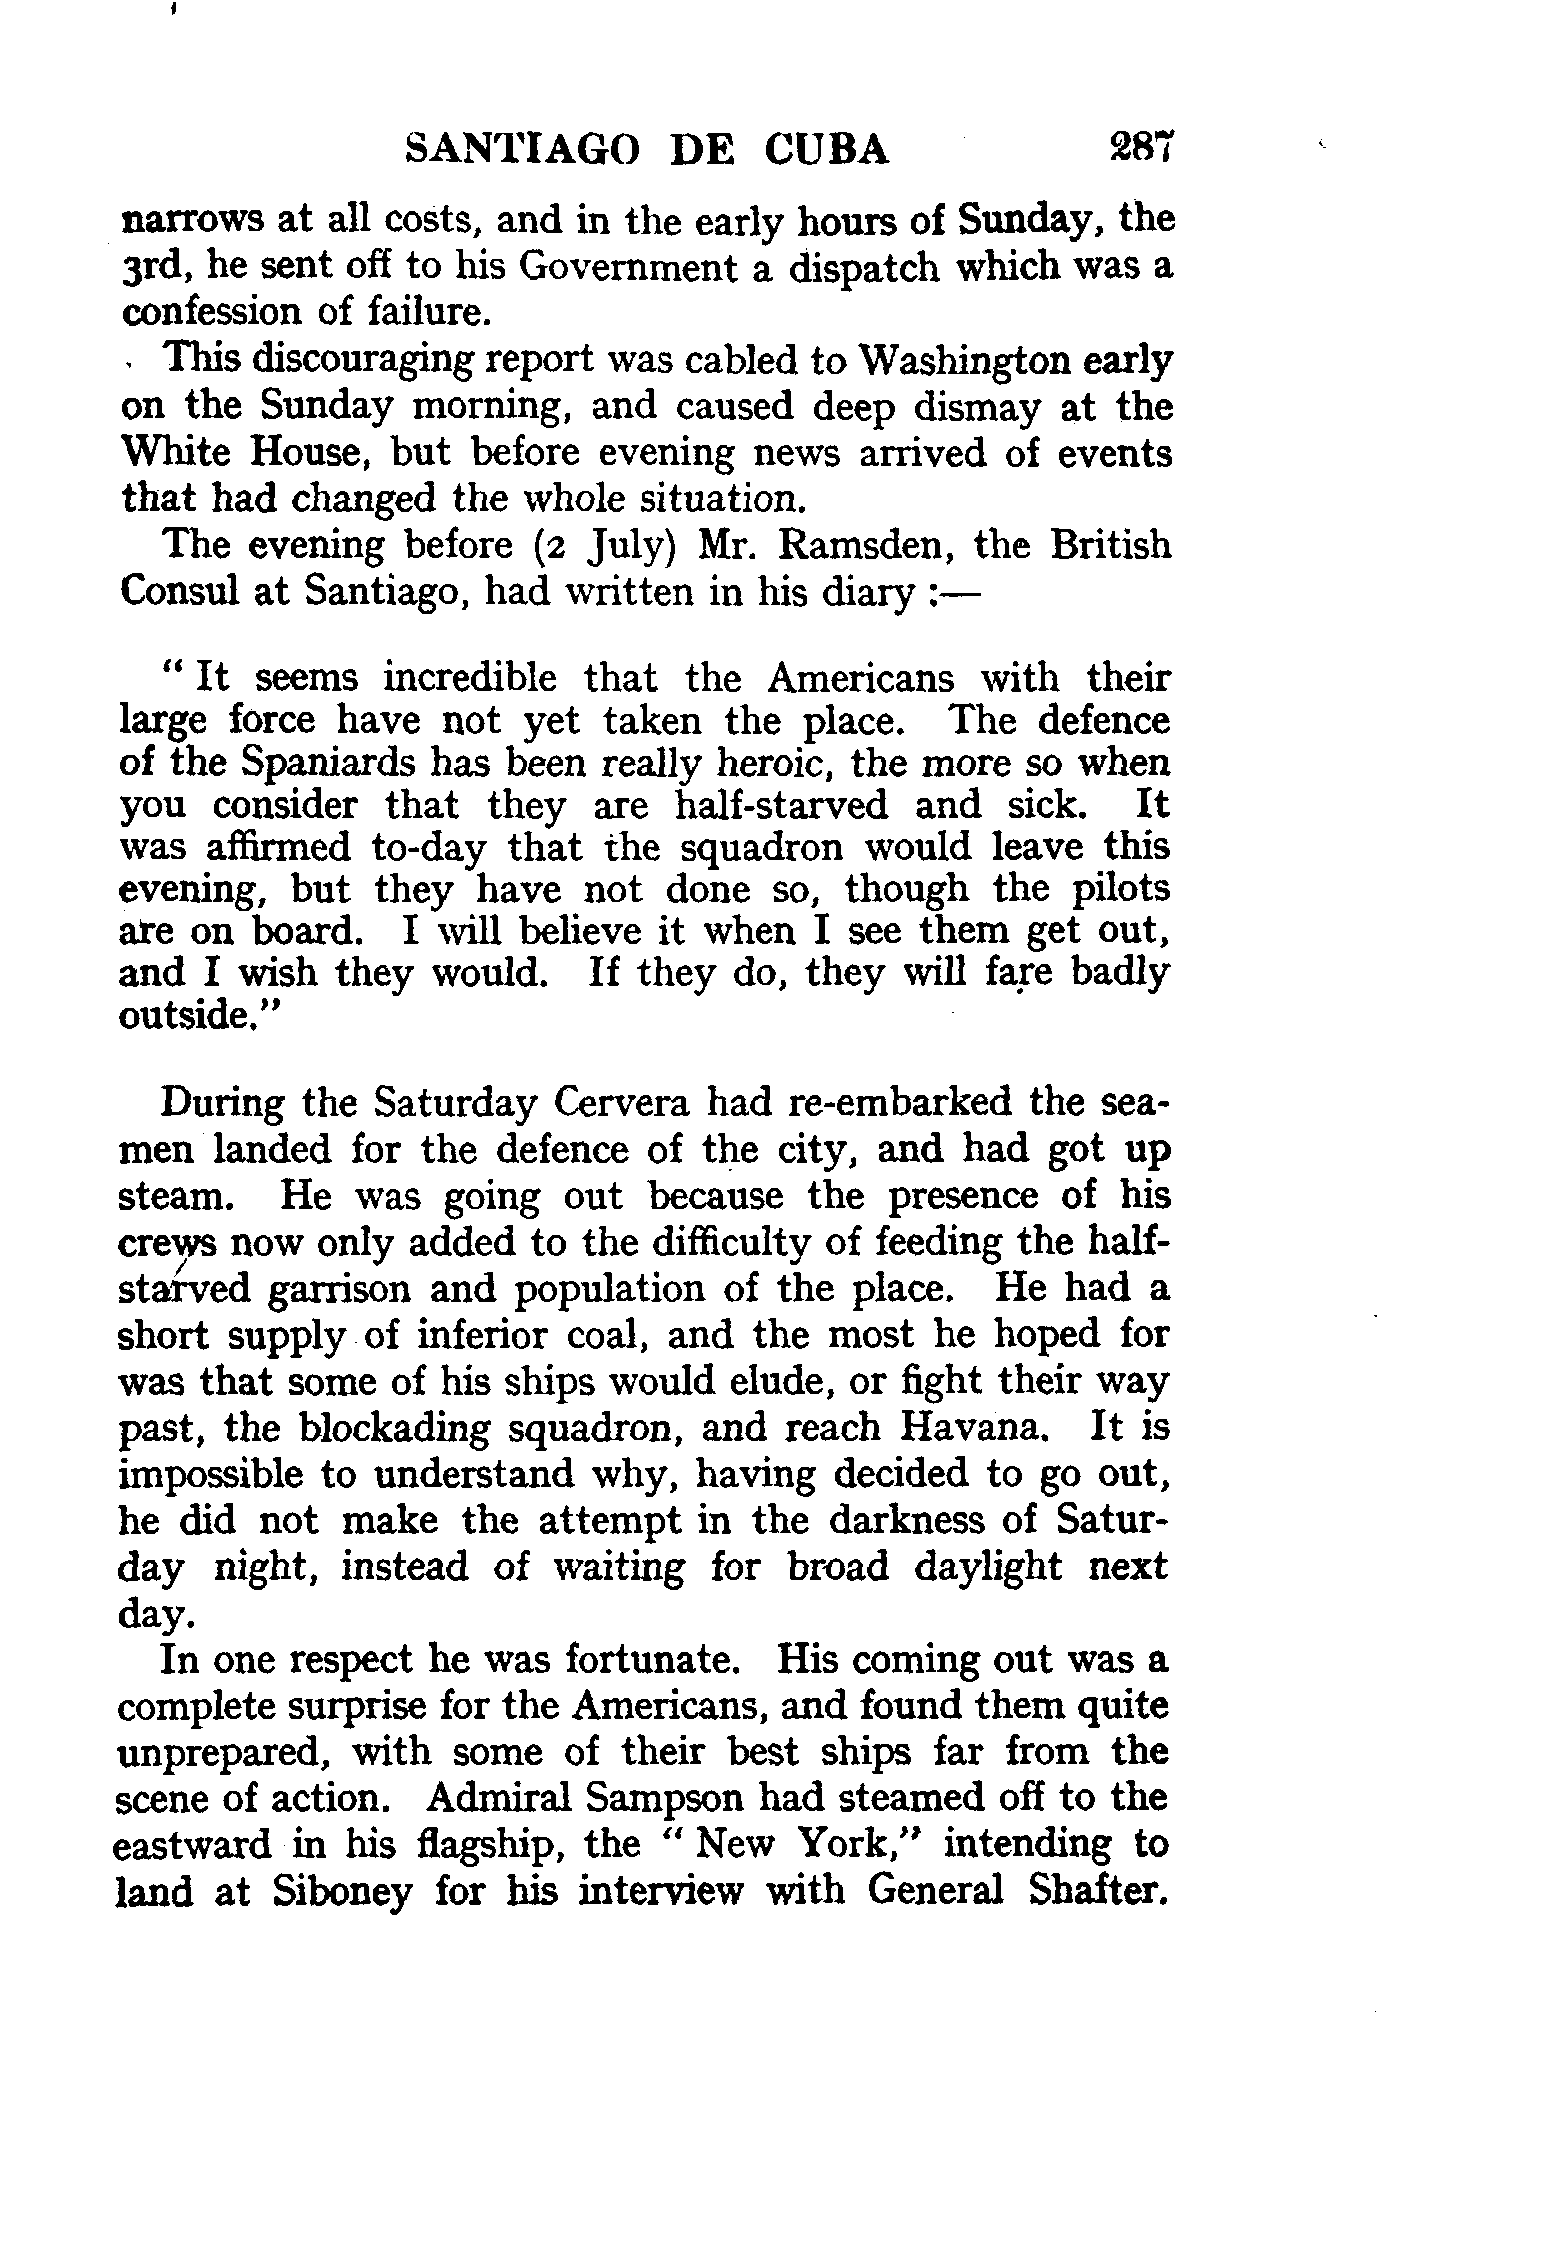 SANTIAGO DE CUBA 287
narrows at all costs, and in the early hours of Sunday, the
3rd, he sent off to his Government a dispatch which was a
confession of failure.
This discouraging report was cabled to Washington early
on the Sunday morning, and caused deep dismay at the
White House, but before evening news arrived of events
that had changed the whole situation.
The evening before (2 July) Mr. Ramsden, the British
Consul at Santiago, had written in his diary :—
“ It seems incredible that the Americans with their
large force have not yet taken the place. The defence
of the Spaniards has been really heroic, the more so when
you consider that they are half-starved and sick. It
was affirmed to-day that the squadron would leave this
evening, but they have not done so, though the pilots
are on board. I will believe it when I see them get out,
and I wish they would. If they do, they will fare badly
outside.”
During the Saturday Cervera had re-embarked the sea-
men landed for the defence of the city, and had got up
steam. He was going out because the presence of his
crews now only added to the difficulty of feeding the half-
starved garrison and population of the place. He had a
short supply of inferior coal, and the most he hoped for
was that some of his ships would elude, or fight their way
past, the blockading squadron, and reach Havana. It is
impossible to understand why, having decided to go out,
he did not make the attempt in the darkness of Satur-
day night, instead of waiting for broad daylight next
day.
In one respect he was fortunate. His coming out was a
complete surprise for the Americans, and found them quite
unprepared, with some of their best ships far from the
scene of action. Admiral Sampson had steamed off to the
eastward in his flagship, the “ New York,” intending to
land at Siboney for his interview with General Shafter.